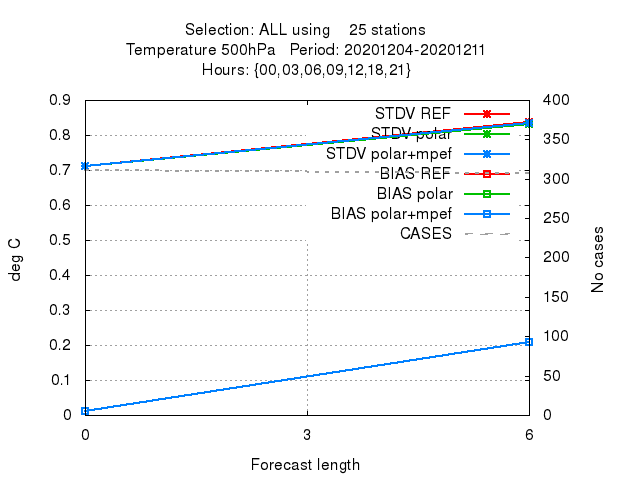 Selection: ALL using 25 stations
Temperature 500hPa Period: 20201204-20201211
Hours: {00,03,06,09,12,18,21}
0.9
0.8
0.7
0.6
0.5
0.4
0.3
0.2
0.1
0
deg C
STDV REF
STDV polar
STDV polar+mpef
BIAS REF
BIAS polar
BIAS polar+mpef
CASES
400
350
300
250
200
150
100
50
0
No cases
0
3
6
Forecast length